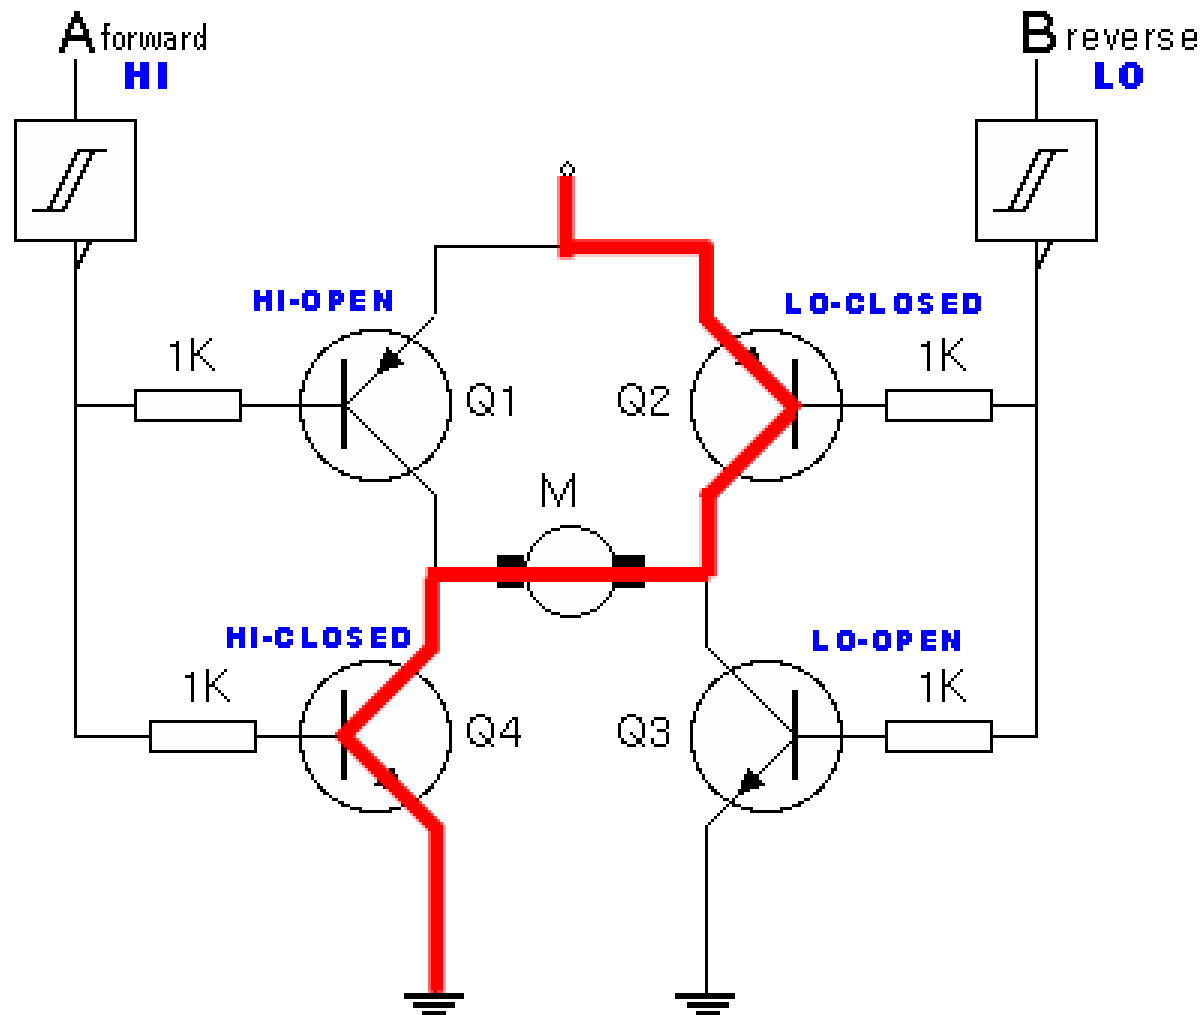 A forward
HI
B reverse
LO
HI-OPEN
LO-CLOSED
1K
Q1
Q2
1K
M
HI-CLOSED
LO-OPEN
1K
Q4
Q3
1K